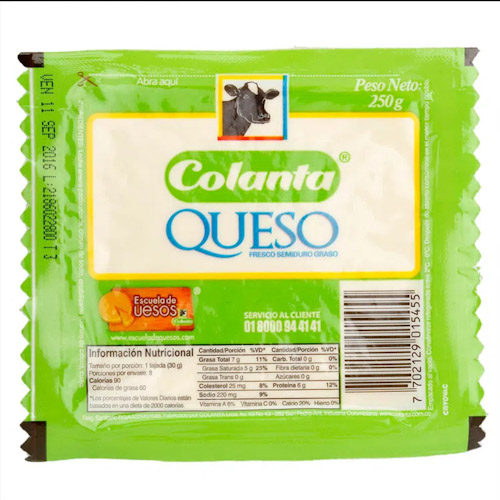 Abra aquí
Peso Neto:
250 g
VEN 11 SEP 2016 L:2186022800 T 3
Colanta®
QUESO
FRESCO SEMIDURO GRASO
Escuela de
Quesos
Colanta
www.escueladequesos.com
SERVICIO AL CLIENTE
01 8000 94 41 41
7 702129 015455
Información Nutricional
Tamaño por porción: 1 tajada (30 g)
Porciones por envase: 8
Calorías 90
Calorías de grasa 60
*Los porcentajes de Valores Diarios están
basados en una dieta de 2000 calorías.
Cantidad/Porción %VD* Cantidad/Porción %VD*
Grasa Total 7 g 11% Carb. Total 0 g 0%
Grasa Saturada 5 g 25% Fibra dietaria 0 g 0%
Grasa Trans 0 g Azúcares 0 g
Colesterol 25 mg 8% Proteína 6 g 12%
Sodio 220 mg 9%
Vitamina A 6% Vitamina C 0% Calcio 20% Hierro 0%